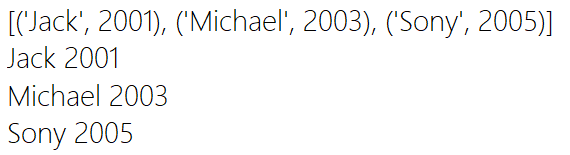 [('Jack', 2001), ('Michael', 2003), ('Sony', 2005)]
Jack 2001
Michael 2003
Sony 2005